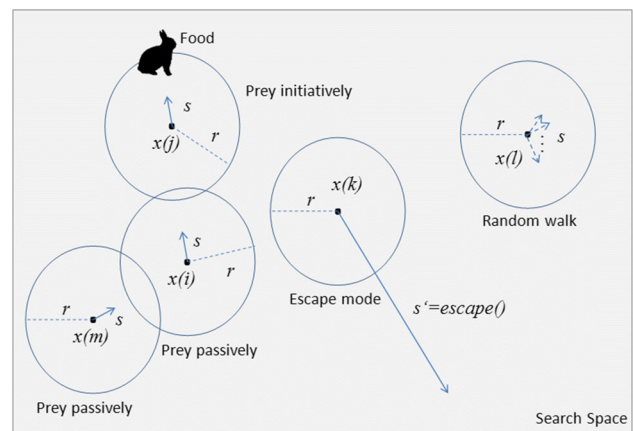 Food
s
Prey initiatively
x(j)
r
r
x(l)
s
Random walk
x(k)
r
Escape mode
s‘=escape()
s
x(i)
r
Prey passively
r
s
x(m)
Prey passively
Search Space